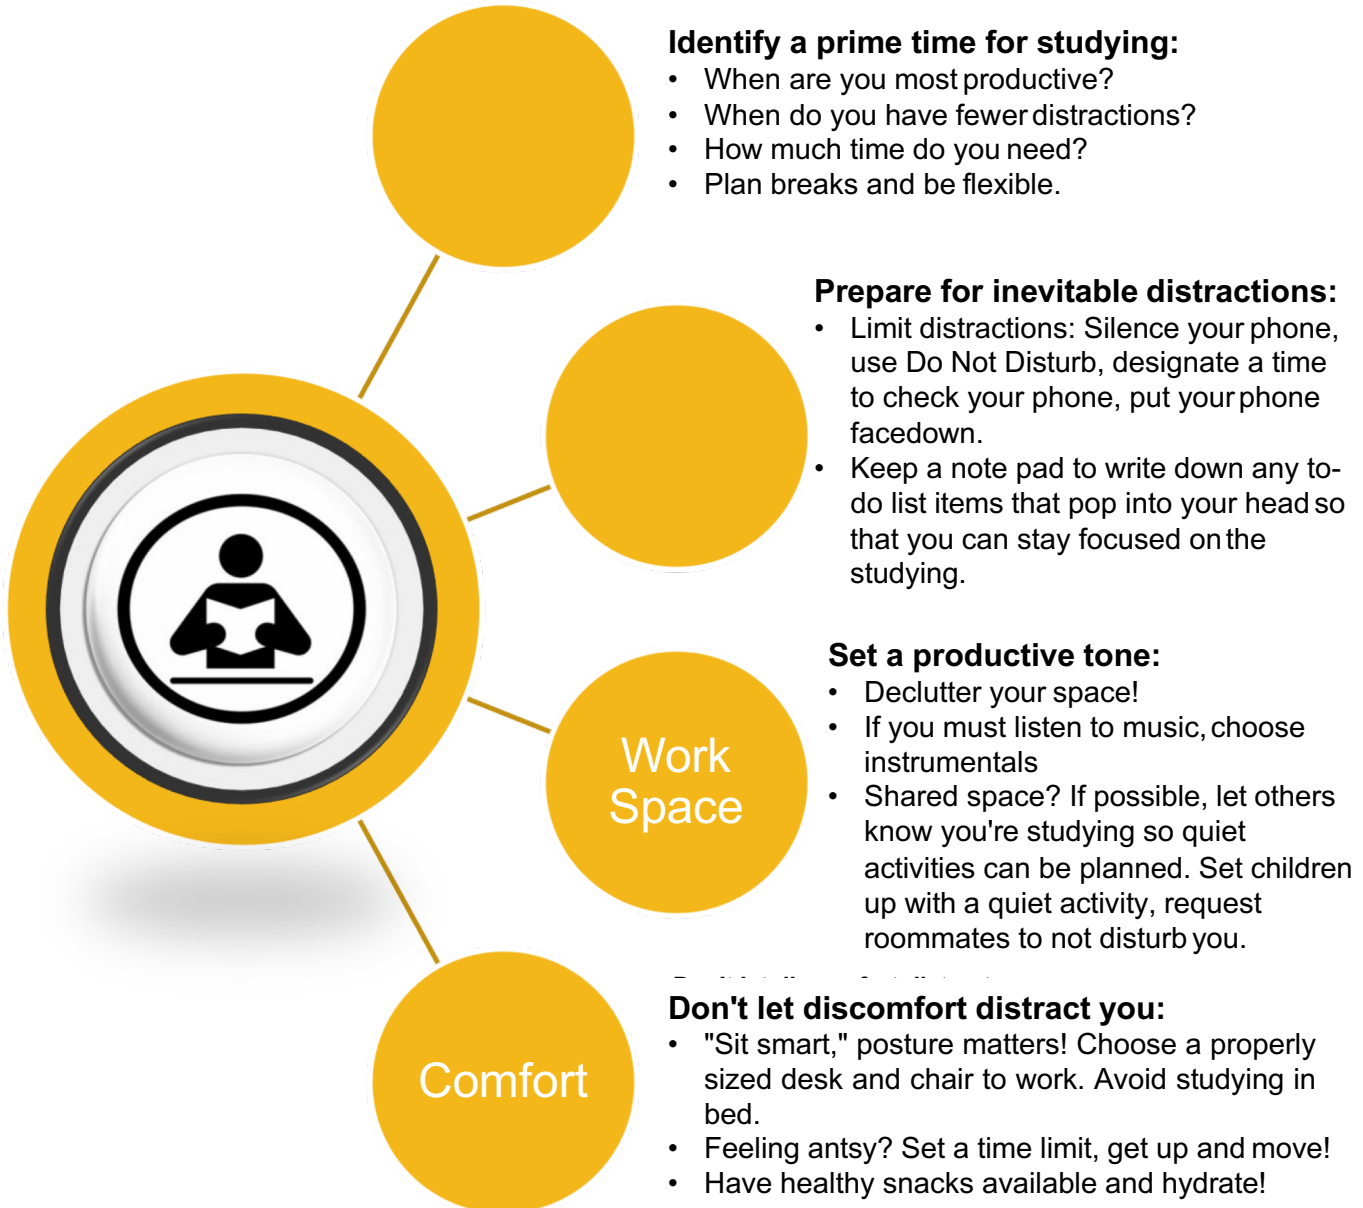 Identify a prime time for studying:
• When are you most productive?
• When do you have fewer distractions?
• How much time do you need?
• Plan breaks and be flexible.
Prepare for inevitable distractions:
• Limit distractions: Silence your phone,
use Do Not Disturb, designate a time
to check your phone, put your phone
facedown.
• Keep a note pad to write down any to-
do list items that pop into your head so
that you can stay focused on the
studying.
Work
Space
Set a productive tone:
• Declutter your space!
• If you must listen to music, choose
instrumentals
• Shared space? If possible, let others
know you're studying so quiet
activities can be planned. Set children
up with a quiet activity, request
roommates to not disturb you.
Comfort
Don't let discomfort distract you:
• "Sit smart," posture matters! Choose a properly
sized desk and chair to work. Avoid studying in
bed.
• Feeling antsy? Set a time limit, get up and move!
• Have healthy snacks available and hydrate!